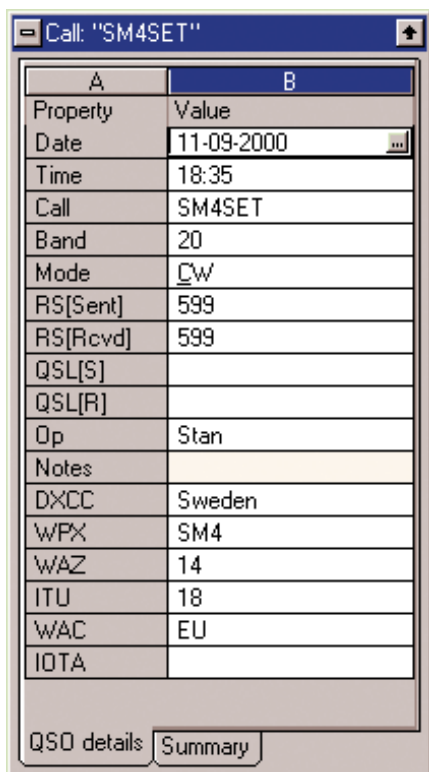 Call: "SM4SET"
A B
Property Value
Date 11-09-2000 ...
Time 18:35
Call SM4SET
Band 20
Mode CW
RS[Sent] 599
RS[Rcvd] 599
QSL[S]
QSL[R]
Op Stan
Notes
DXCC Sweden
WPX SM4
WAZ 14
ITU 18
WAC EU
IOTA
QSO details Summary